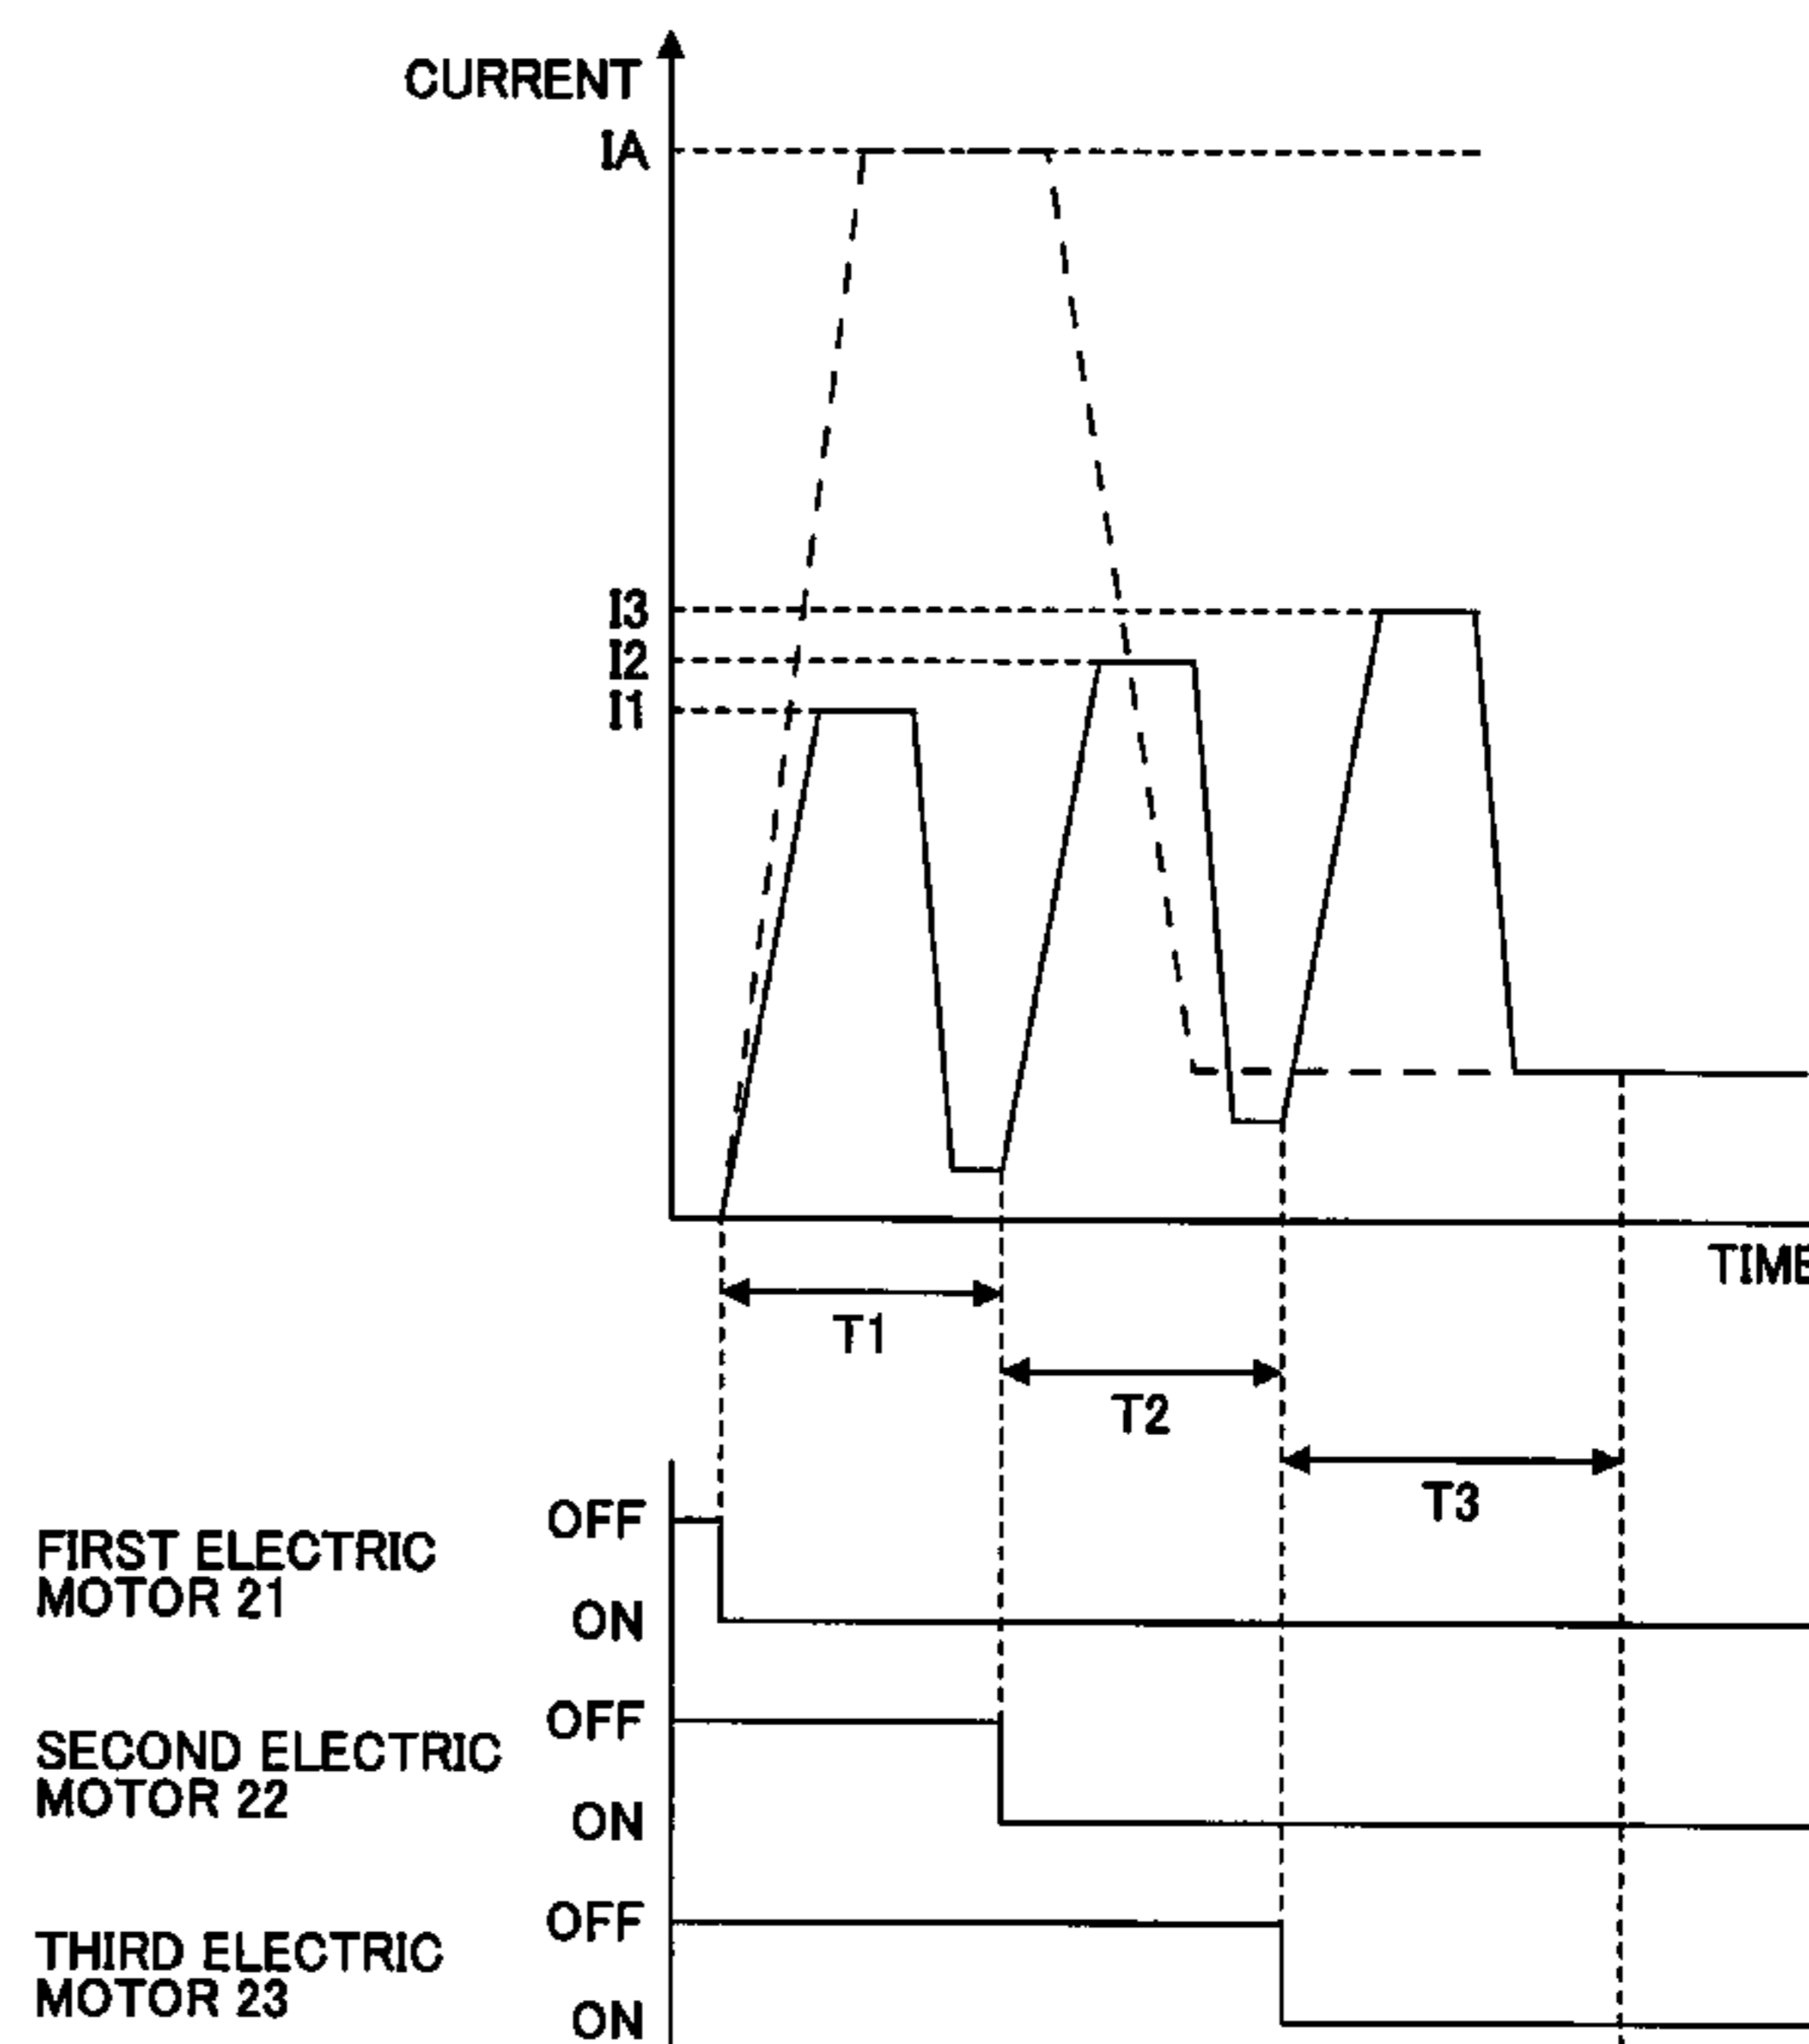 CURRENT
IA
I3
I2
I1
TIME
T1
T2
T3
OFF
FIRST ELECTRIC
MOTOR 21
ON
OFF
SECOND ELECTRIC
MOTOR 22
ON
OFF
THIRD ELECTRIC
MOTOR 23
ON